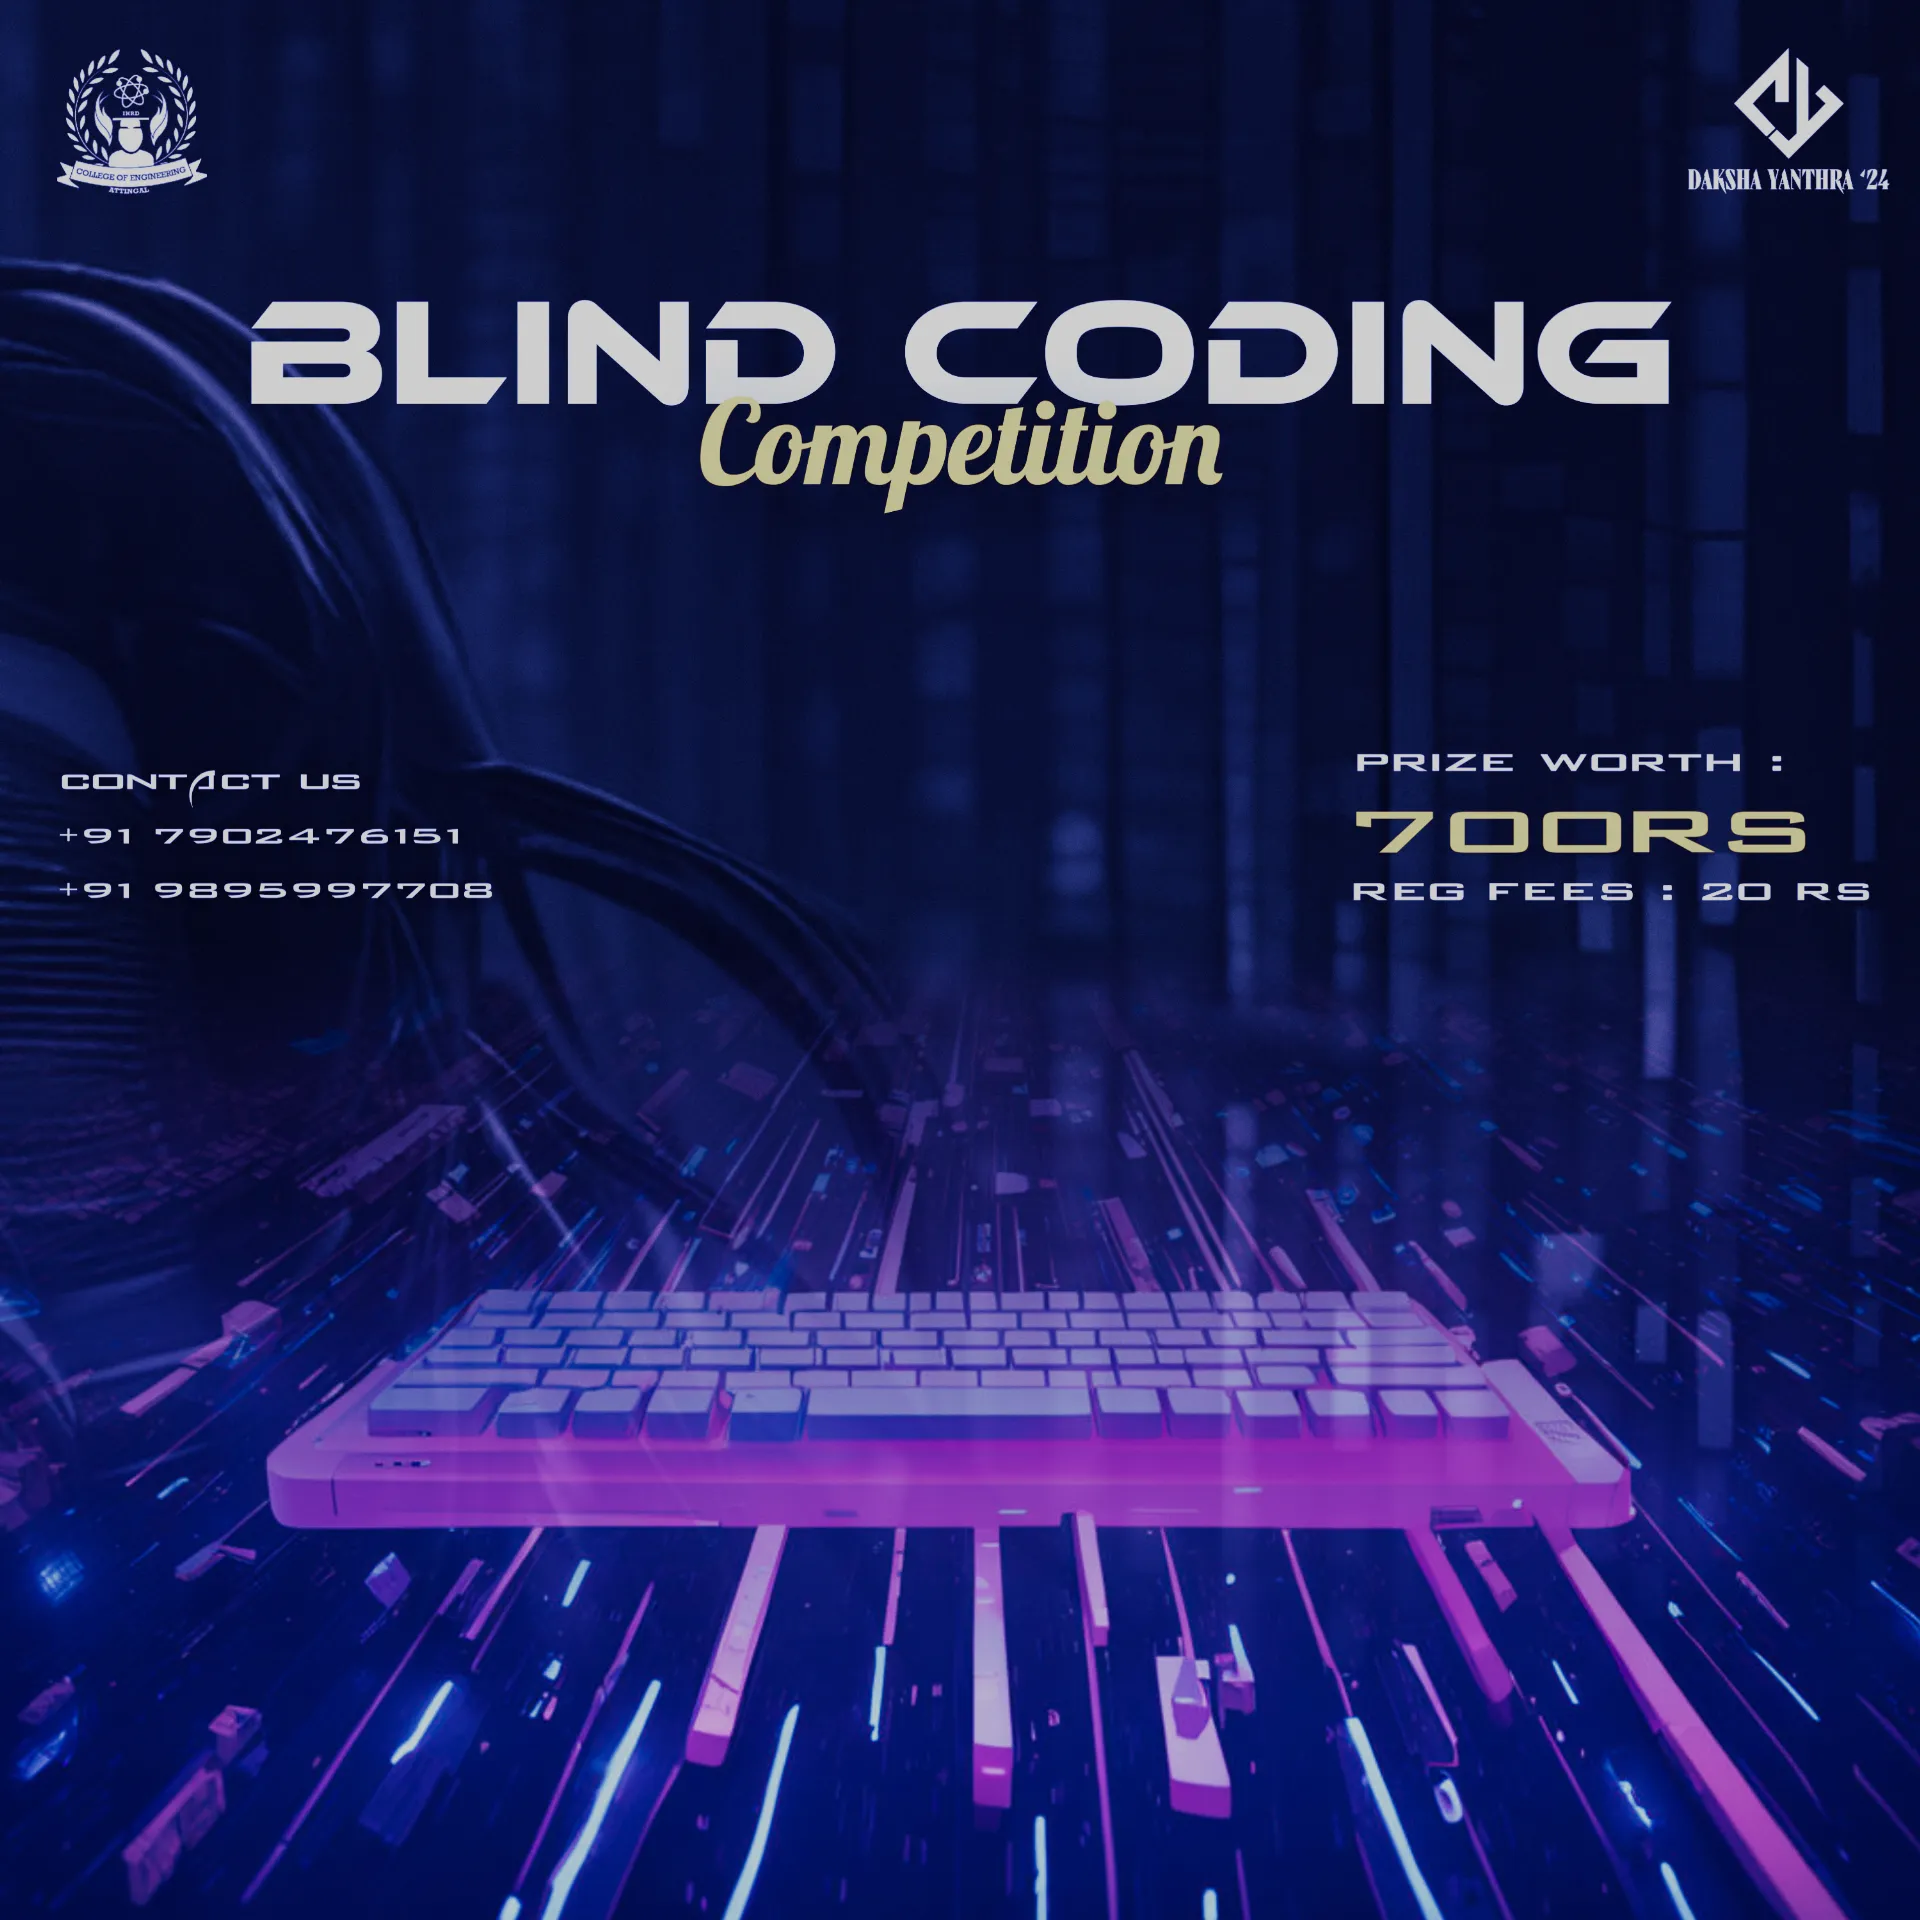 IHRD
COLLEGE OF ENGINEERING
ATTINGAL
DAKSHA YANTHRA ‘24
BLIND CODING
Competition
CONTACT US
+91 7902476151
+91 9895997708
PRIZE WORTH :
700RS
REG FEES : 20 RS